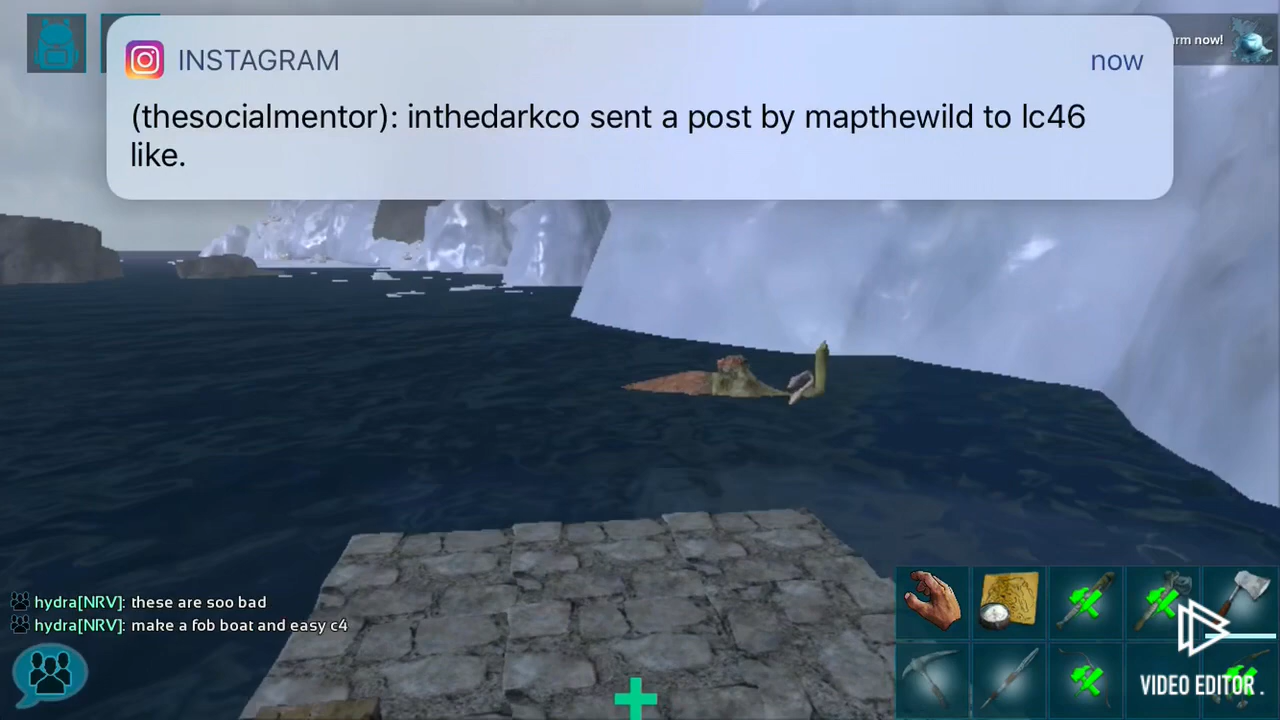 INSTAGRAM
now
(thesocialmentor): inthedarkco sent a post by mapthewild to lc46
like.
rm now!
hydra[NRV]: these are soo bad
hydra[NRV]: make a fob boat and easy c4
VIDEO EDITOR.